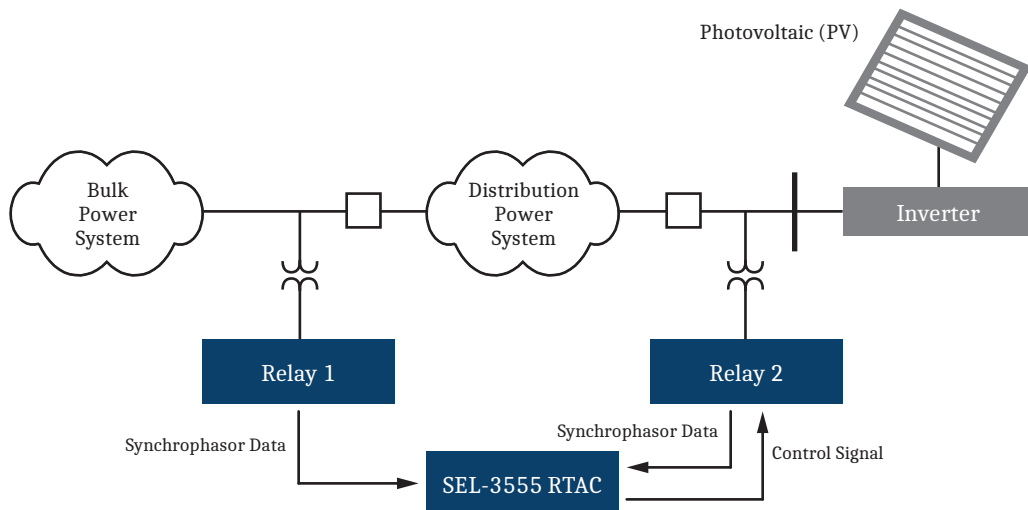 Photovoltaic (PV)
Bulk
Power
System
Distribution
Power
System
Inverter
Relay 1
Relay 2
Synchrophasor Data
Synchrophasor Data
Control Signal
SEL-3555 RTAC